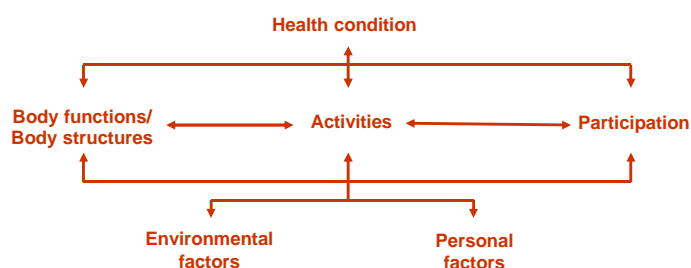 Health condition
Body functions/
Body structures
Activities
Participation
Environmental
factors
Personal
factors